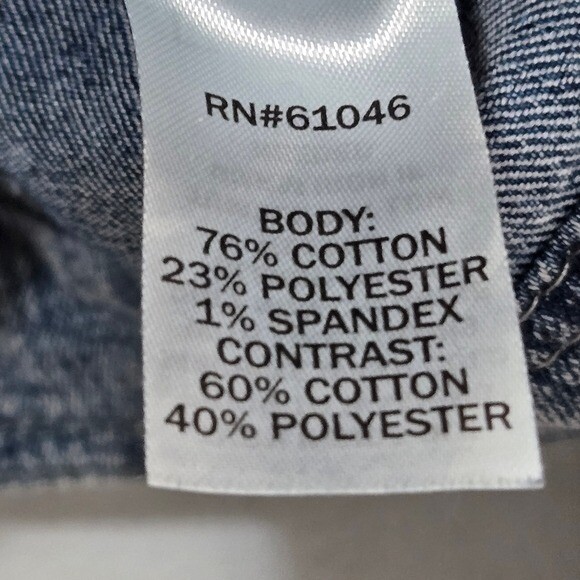 RN#61046
BODY:
76% COTTON
23% POLYESTER
1% SPANDEX
CONTRAST:
60% COTTON
40% POLYESTER